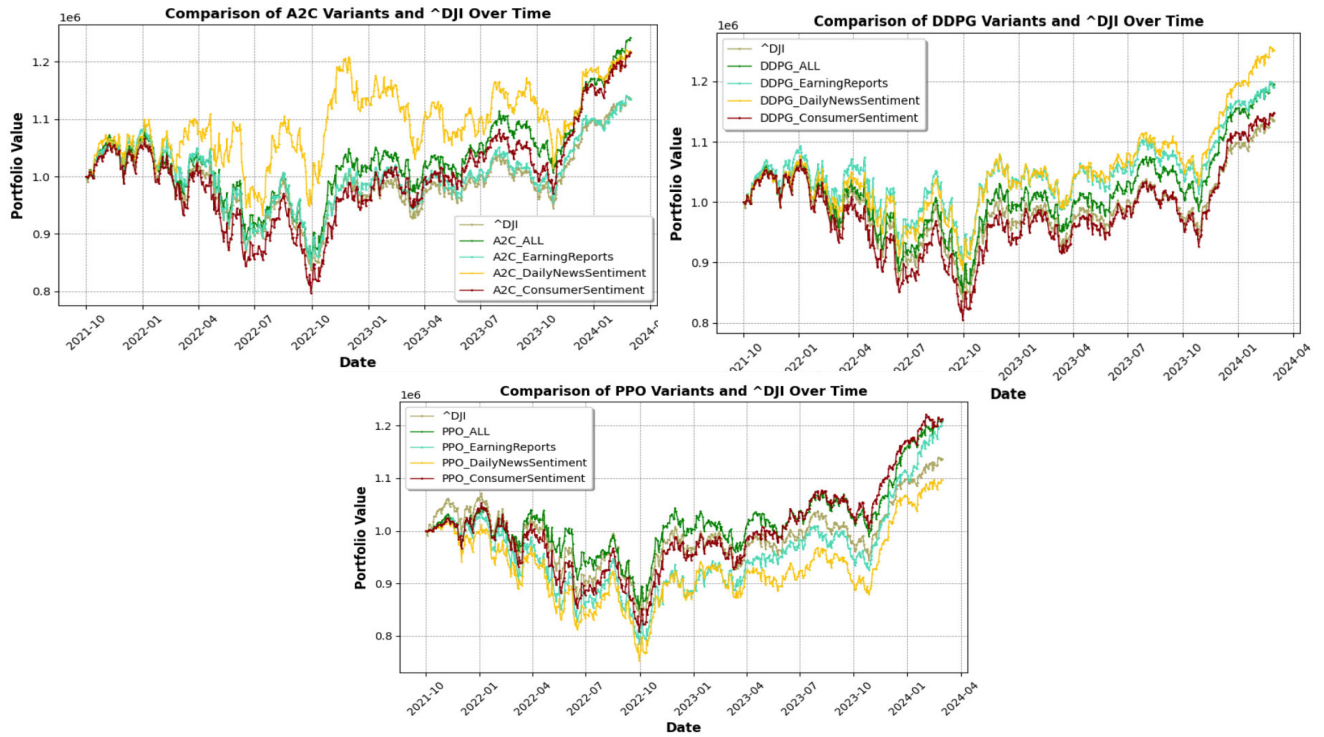 Comparison of A2C Variants and ^DJI Over Time
1e6
Portfolio Value
1.2
1.1
1.0
0.9
0.8
^DJI
A2C_ALL
A2C_EarningReports
A2C_DailyNewsSentiment
A2C_ConsumerSentiment
2021-10
2022-01
2022-04
2022-07
2022-10
2023-01
2023-04
2023-07
2023-10
2024-01
2024-0
Date
Comparison of DDPG Variants and ^DJI Over Time
1e6
Portfolio Value
1.2
1.1
1.0
0.9
0.8
^DJI
DDPG_ALL
DDPG_EarningReports
DDPG_DailyNewsSentiment
DDPG_ConsumerSentiment
21-10
2022-01
2022-04
2022-07
2022-10
2023-01
2023-04
2023-07
2023-10
2024-01
2024-04
Date
Comparison of PPO Variants and ^DJI Over Time
1e6
Portfolio Value
1.2
1.1
1.0
0.9
0.8
^DJI
PPO_ALL
PPO_EarningReports
PPO_DailyNewsSentiment
PPO_ConsumerSentiment
2021-10
2022-01
2022-04
2022-07
2022-10
2023-01
2023-04
2023-07
2023-10
2024-01
2024-04
Date